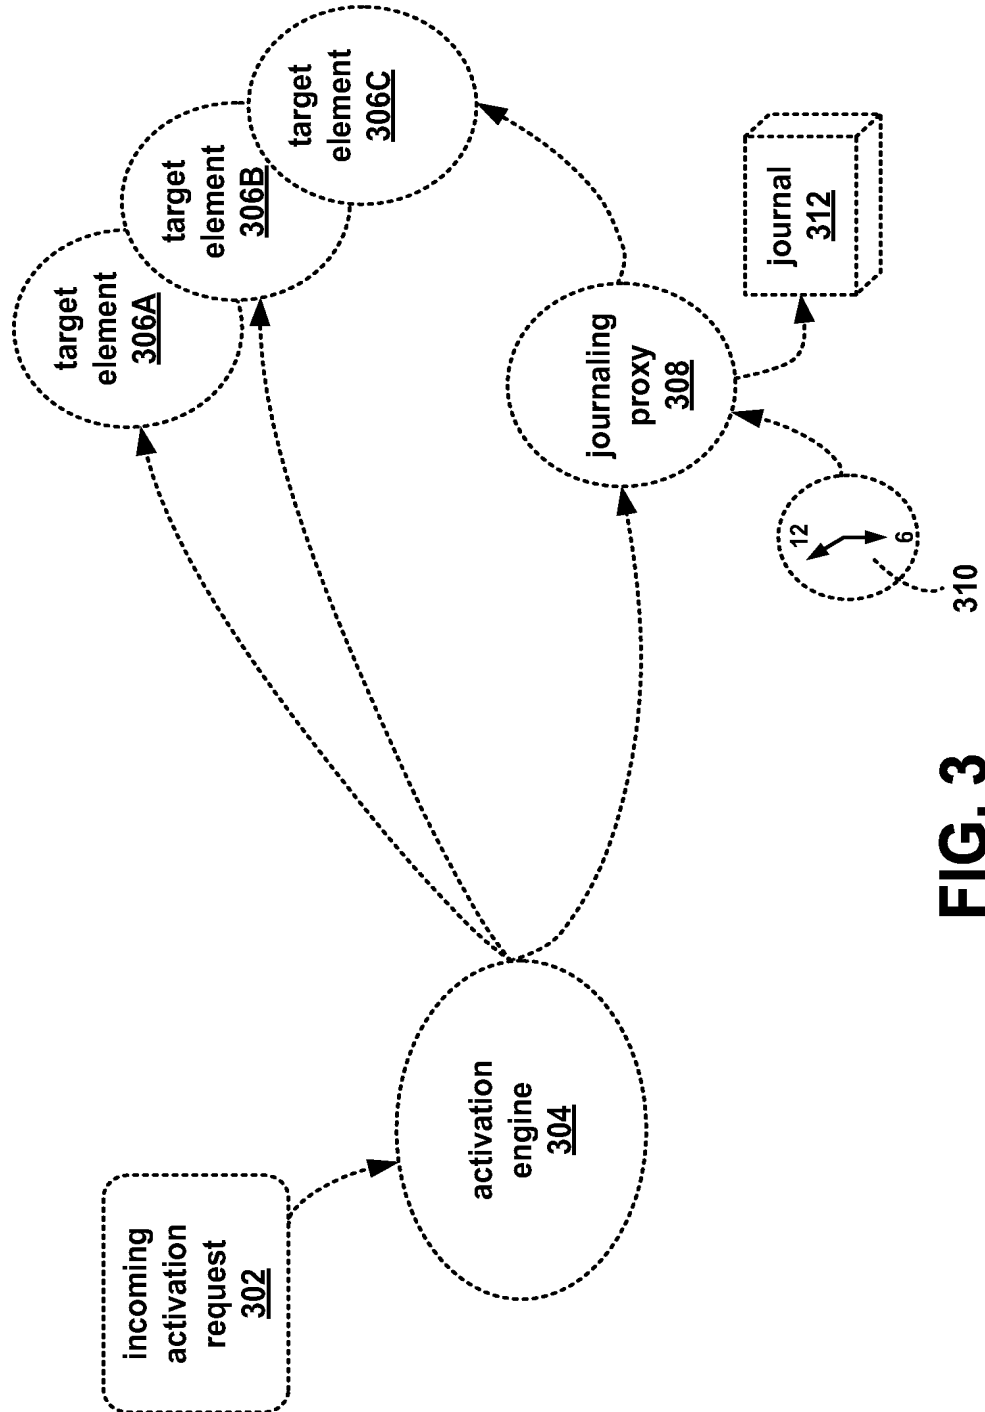 incoming
activation
request
302
activation
engine
304
target
element
306A
target
element
306B
target
element
306C
journaling
proxy
308
12
6
310
journal
312
FIG. 3